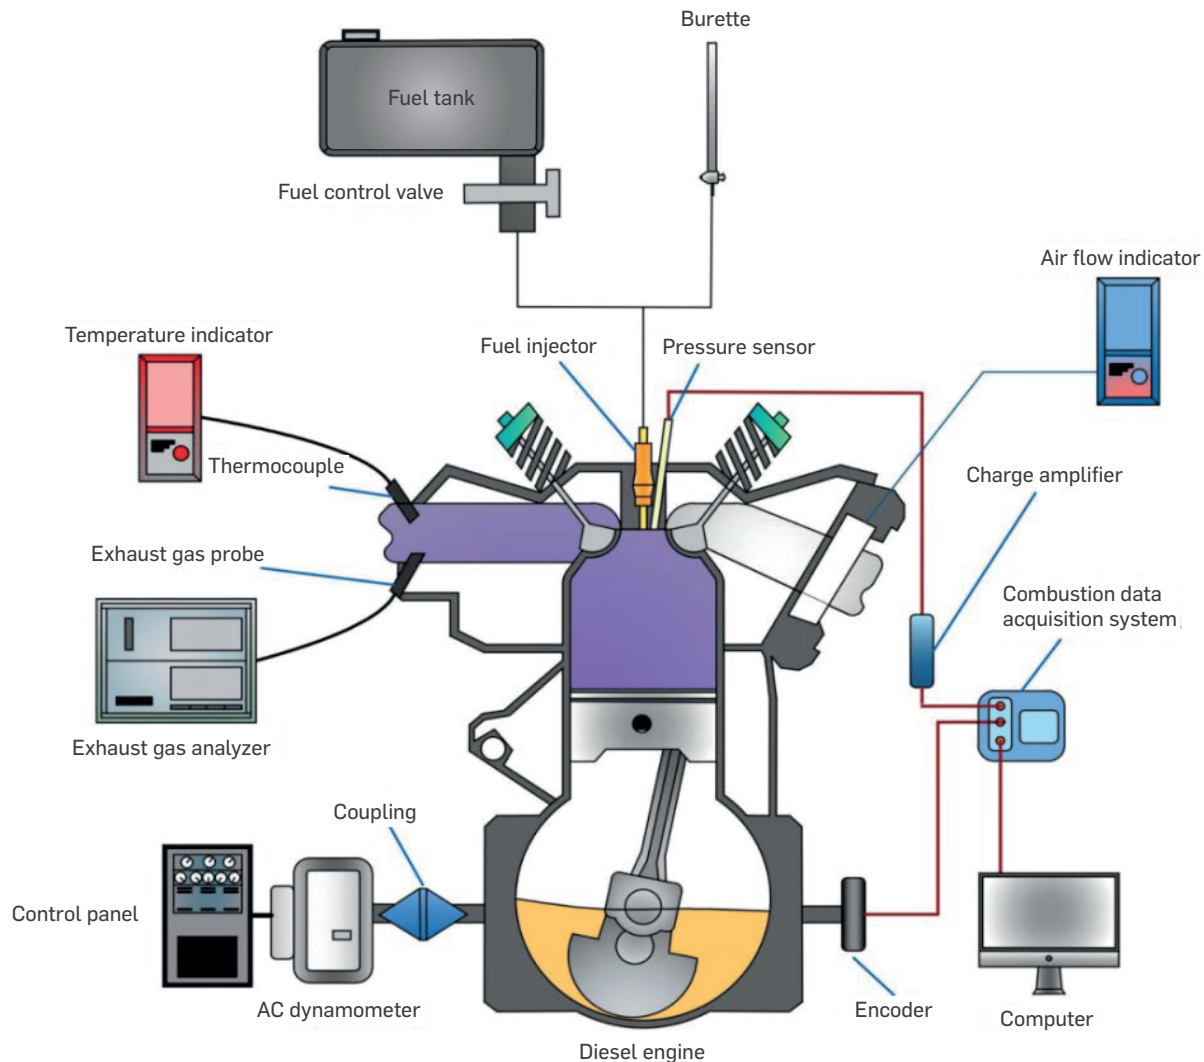 Burette
Fuel tank
Fuel control valve
Air flow indicator
Temperature indicator
Fuel injector
Pressure sensor
Thermocouple
Charge amplifier
Exhaust gas probe
Combustion data
acquisition system
Exhaust gas analyzer
Coupling
Control panel
AC dynamometer
Encoder
Computer
Diesel engine